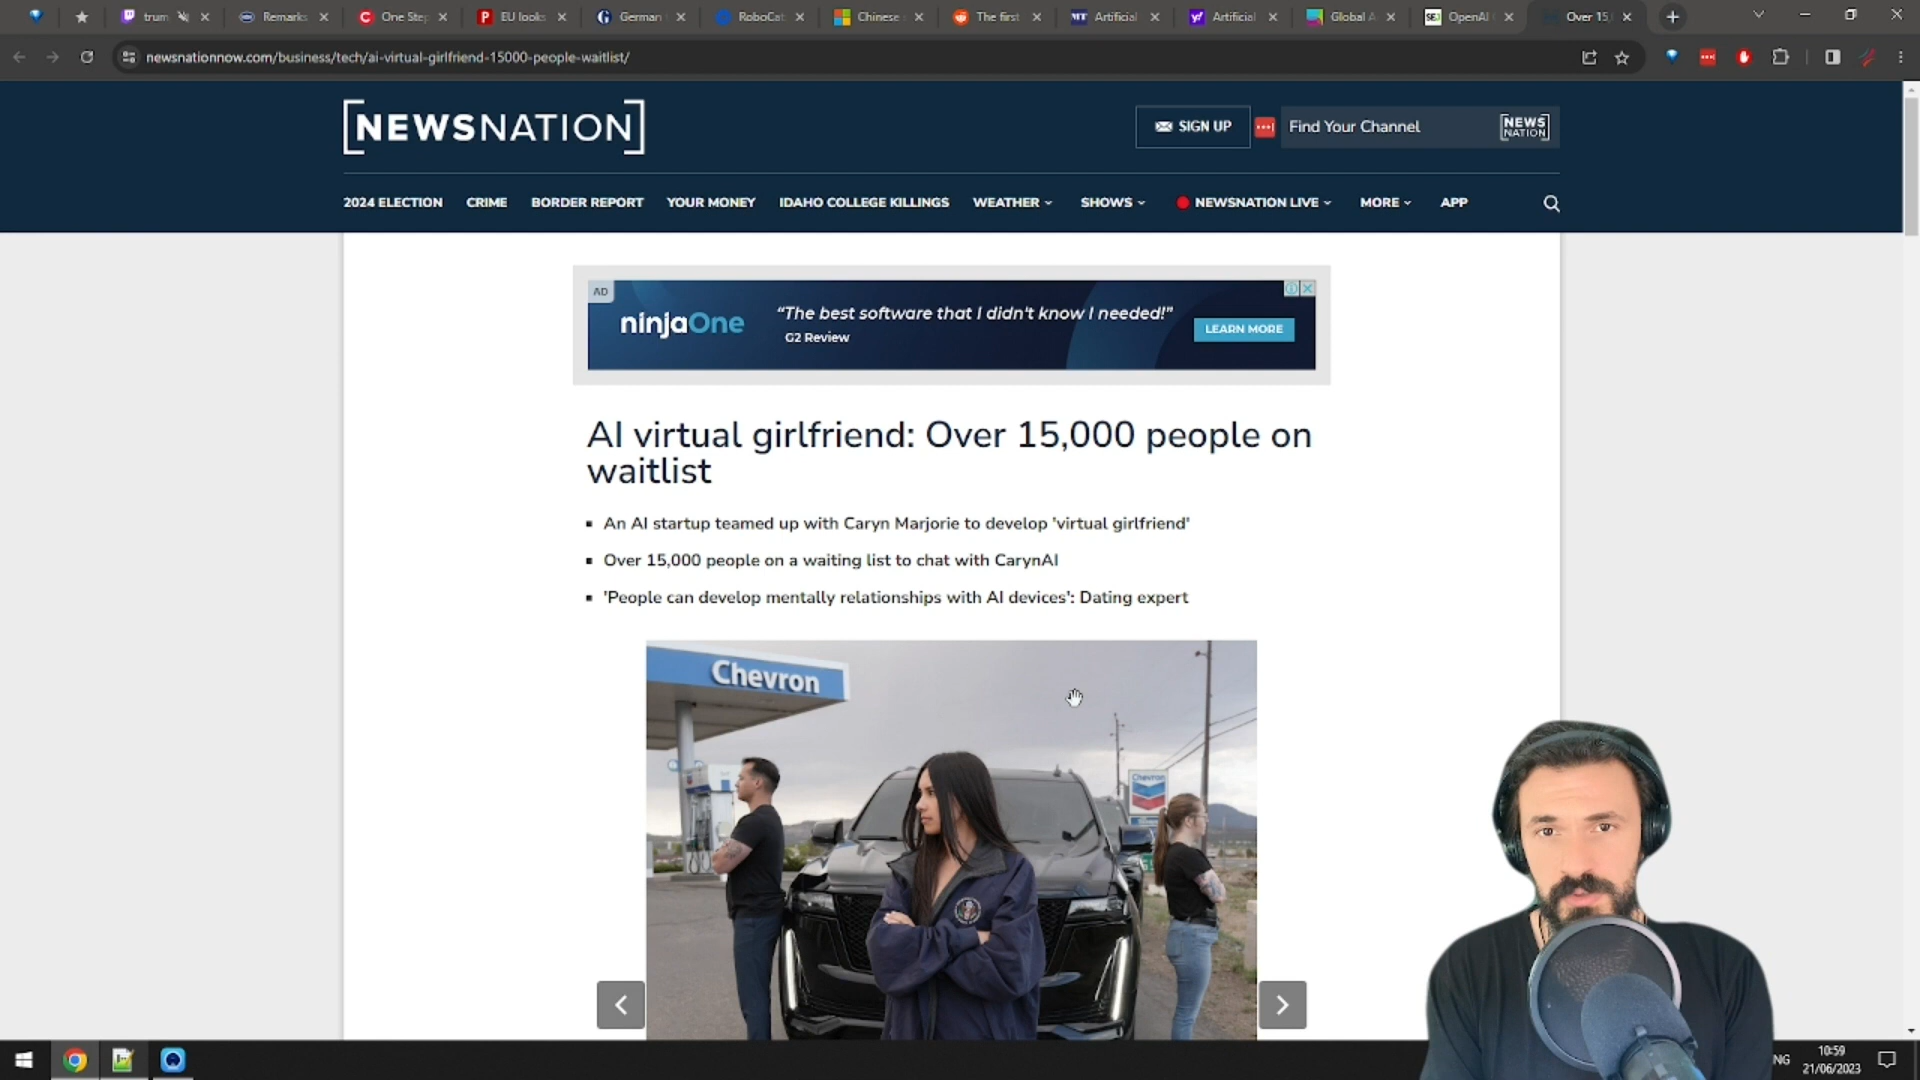 trum
Remarks
One Step
EU looks
German
RoboCat
Chinese
The first
Artificial
Artificial
Global A
OpenAI
Over 15,
newsnationnow.com/business/tech/ai-virtual-girlfriend-15000-people-waitlist/
[NEWSNATION]
SIGN UP
Find Your Channel
NEWS
NATION
2024 ELECTION CRIME BORDER REPORT YOUR MONEY IDAHO COLLEGE KILLINGS WEATHER SHOWS NEWSNATION LIVE MORE APP
AD
ninjaOne
“The best software that I didn't know I needed!”
G2 Review
LEARN MORE
AI virtual girlfriend: Over 15,000 people on
waitlist
▪ An AI startup teamed up with Caryn Marjorie to develop 'virtual girlfriend'
▪ Over 15,000 people on a waiting list to chat with CarynAI
▪ 'People can develop mentally relationships with AI devices': Dating expert
Chevron
Chevron
NG
10:59
21/06/2023